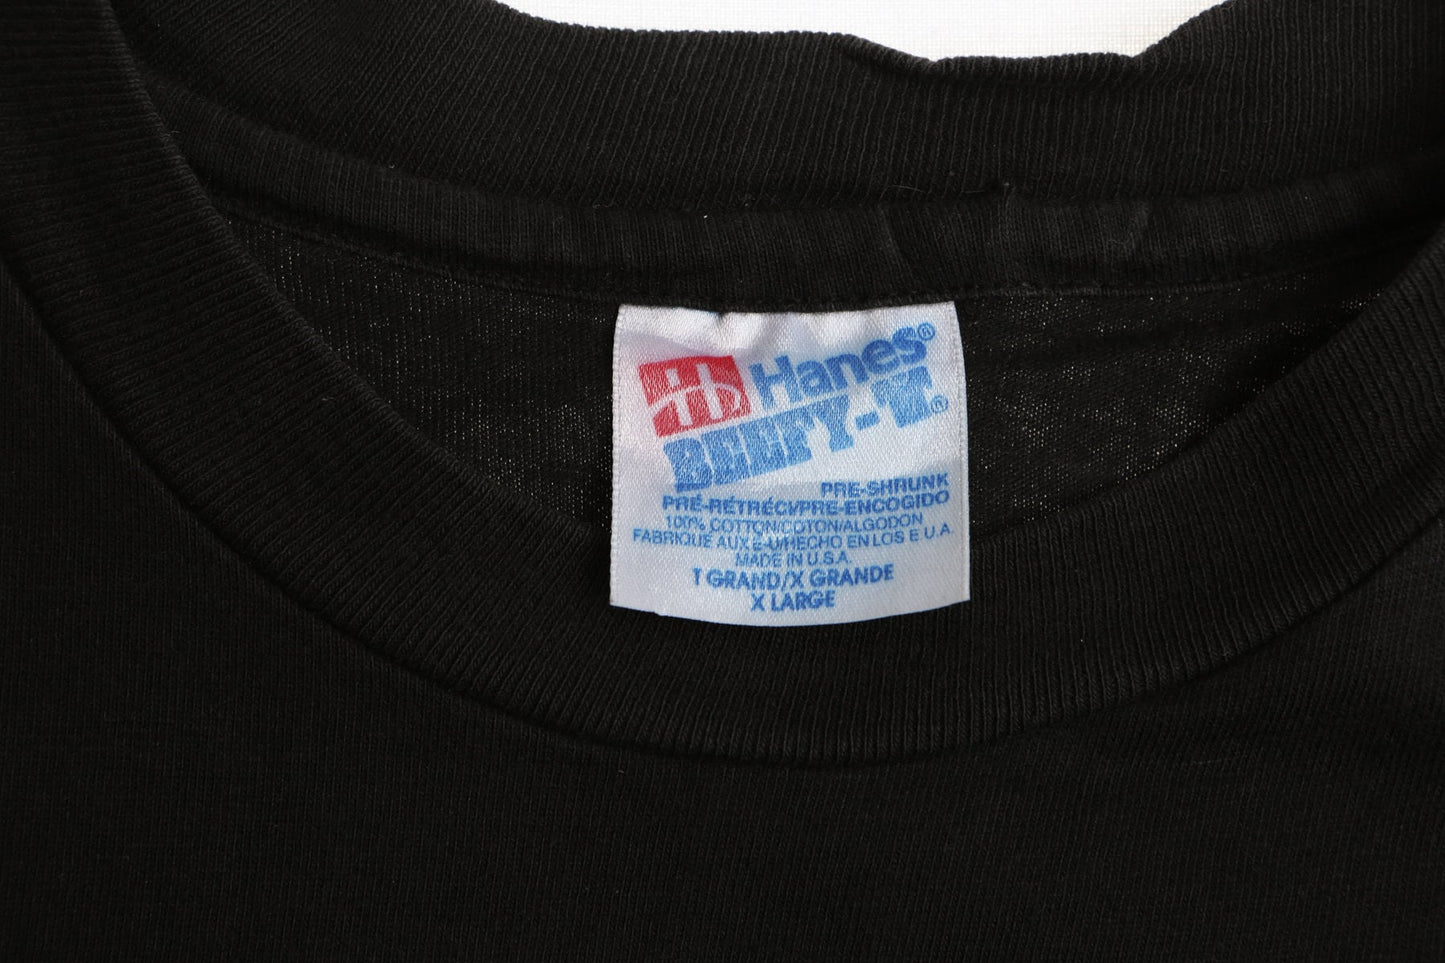 Hanes®
BEEFY-T.®
PRE-SHRUNK
PRÉ-RÉTRÉCI/PRE-ENCOGIDO
100% COTTON/COTON/ALGODON
FABRIQUÉ AUX E-U/HECHO EN LOS E U.A.
MADE IN U.S.A.
T GRAND/X GRANDE
X LARGE